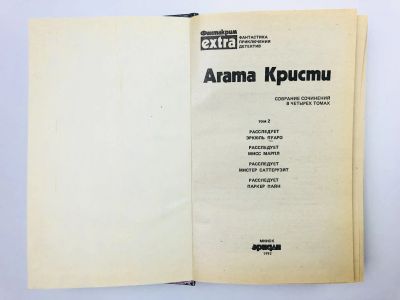 Фантакрим
extra
ФАНТАСТИКА
ПРИКЛЮЧЕНИЯ
ДЕТЕКТИВ
Агата Кристи
СОБРАНИЕ СОЧИНЕНИЙ
В ЧЕТЫРЕХ ТОМАХ
ТОМ 2
РАССЛЕДУЕТ
ЭРКЮЛЬ ПУАРО
РАССЛЕДУЕТ
МИСС МАРПЛ
РАССЛЕДУЕТ
МИСТЕР САТТЕРУЭЙТ
РАССЛЕДУЕТ
ПАРКЕР ПАЙН
МИНСК
эридан
1992